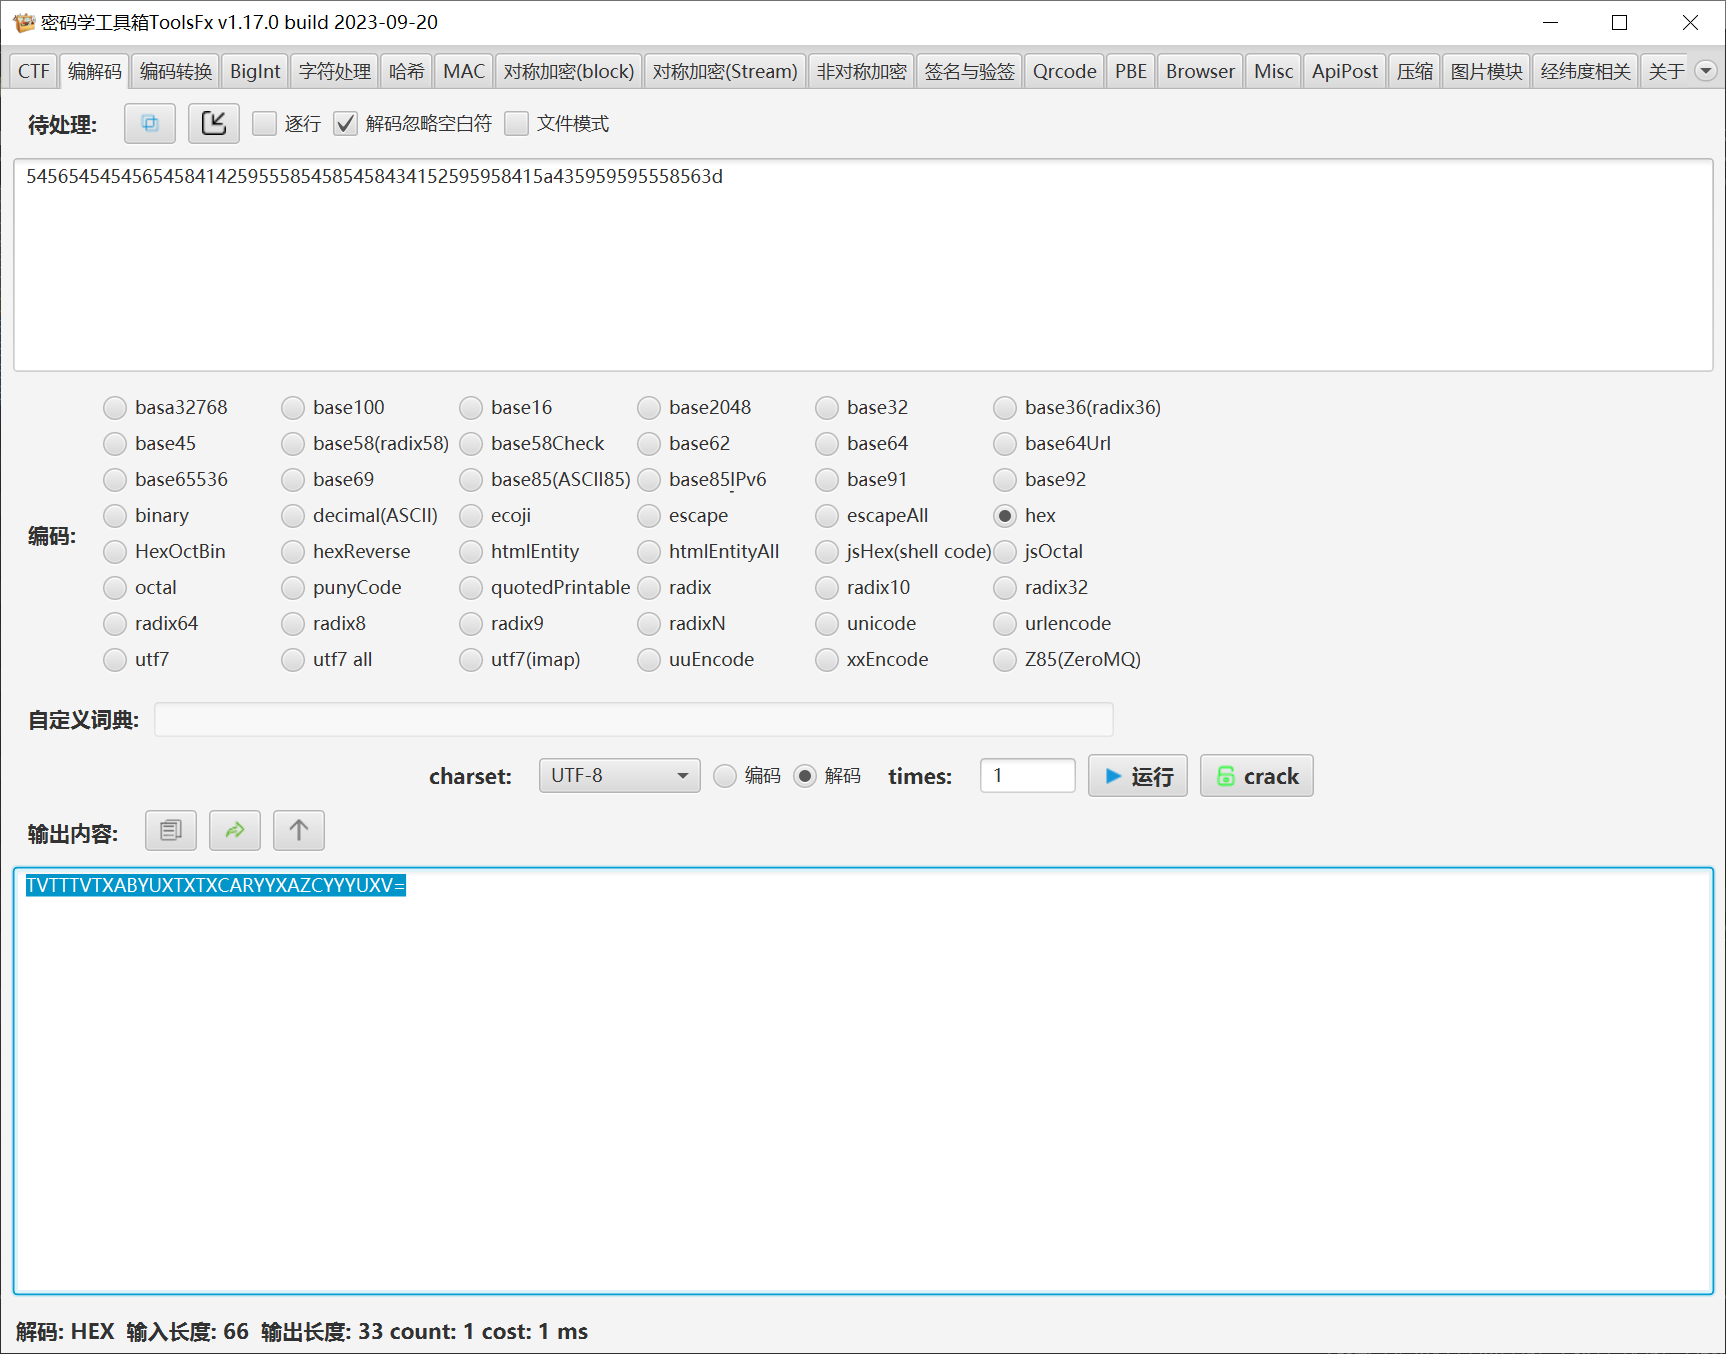 密码学工具箱ToolsFx v1.17.0 build 2023-09-20
CTF 编解码 编码转换 BigInt 字符处理 哈希 MAC 对称加密(block) 对称加密(Stream) 非对称加密 签名与验签 Qrcode PBE Browser Misc ApiPost 压缩 图片模块 经纬度相关 关于
待处理: 逐行 解码忽略空白符 文件模式
545654545456545841425955585458545843415259595841​5a435959595558563d
basa32768 base100 base16 base2048 base32 base36(radix36)
base45 base58(radix58) base58Check base62 base64 base64Url
base65536 base69 base85(ASCII85) base85IPv6 base91 base92
binary decimal(ASCII) ecoji escape escapeAll hex
编码:
HexOctBin hexReverse htmlEntity htmlEntityAll jsHex(shell code) jsOctal
octal punyCode quotedPrintable radix radix10 radix32
radix64 radix8 radix9 radixN unicode urlencode
utf7 utf7 all utf7(imap) uuEncode xxEncode Z85(ZeroMQ)
自定义词典:
charset: UTF-8 编码 解码 times: 1 运行 crack
输出内容:
TVTTTVTXABYUXTXTXCARYYXAZCYYYUXV=
解码: HEX 输入长度: 66 输出长度: 33 count: 1 cost: 1 ms